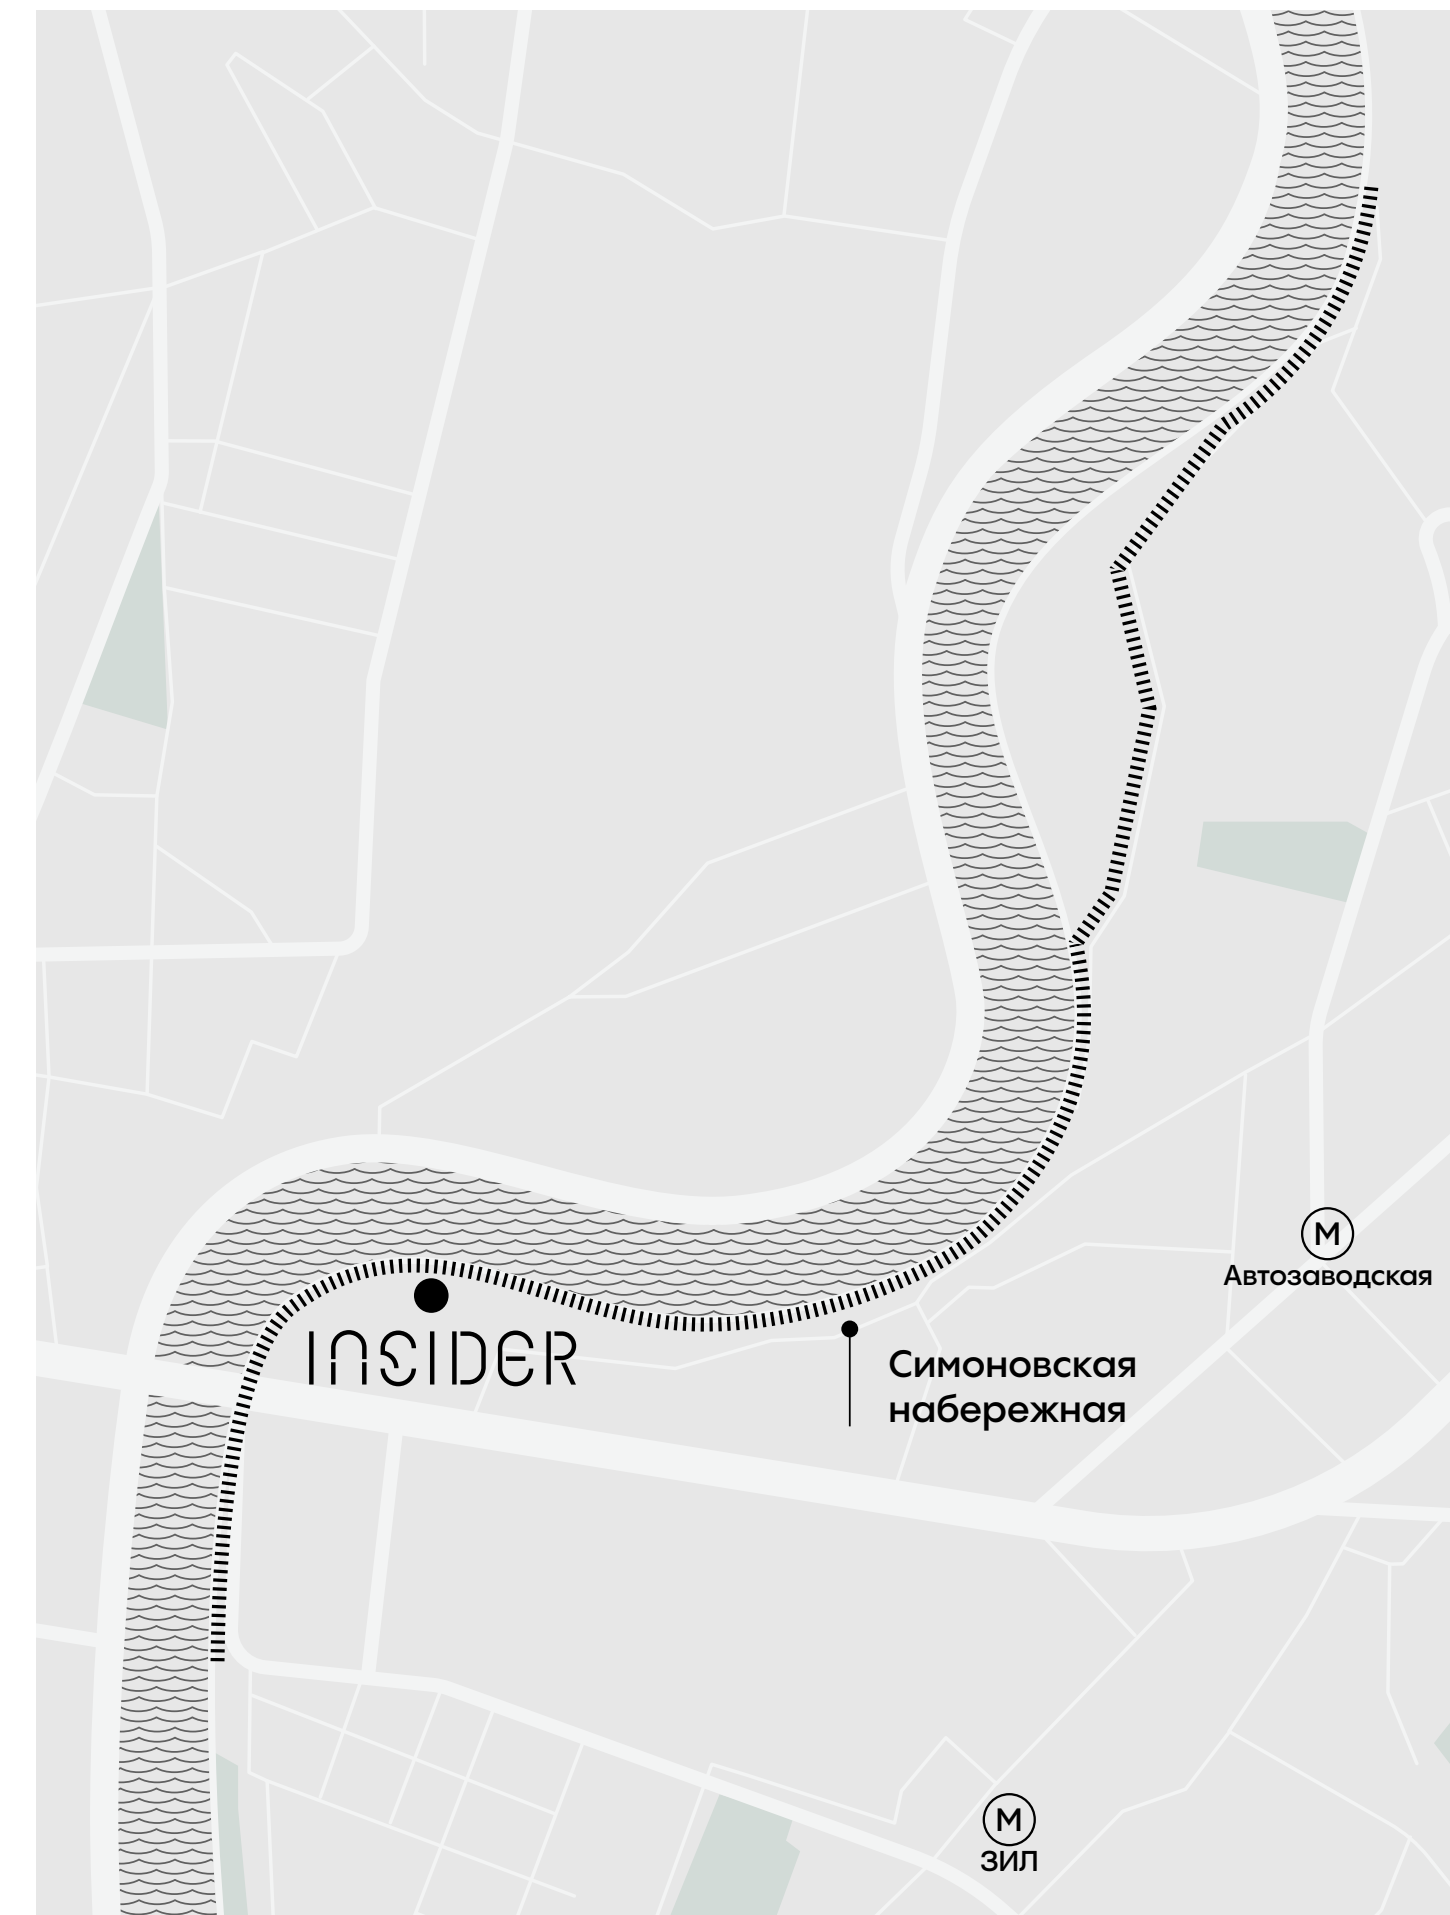 М
Автозаводская
INSIDER
Симоновская
набережная
М
ЗИЛ